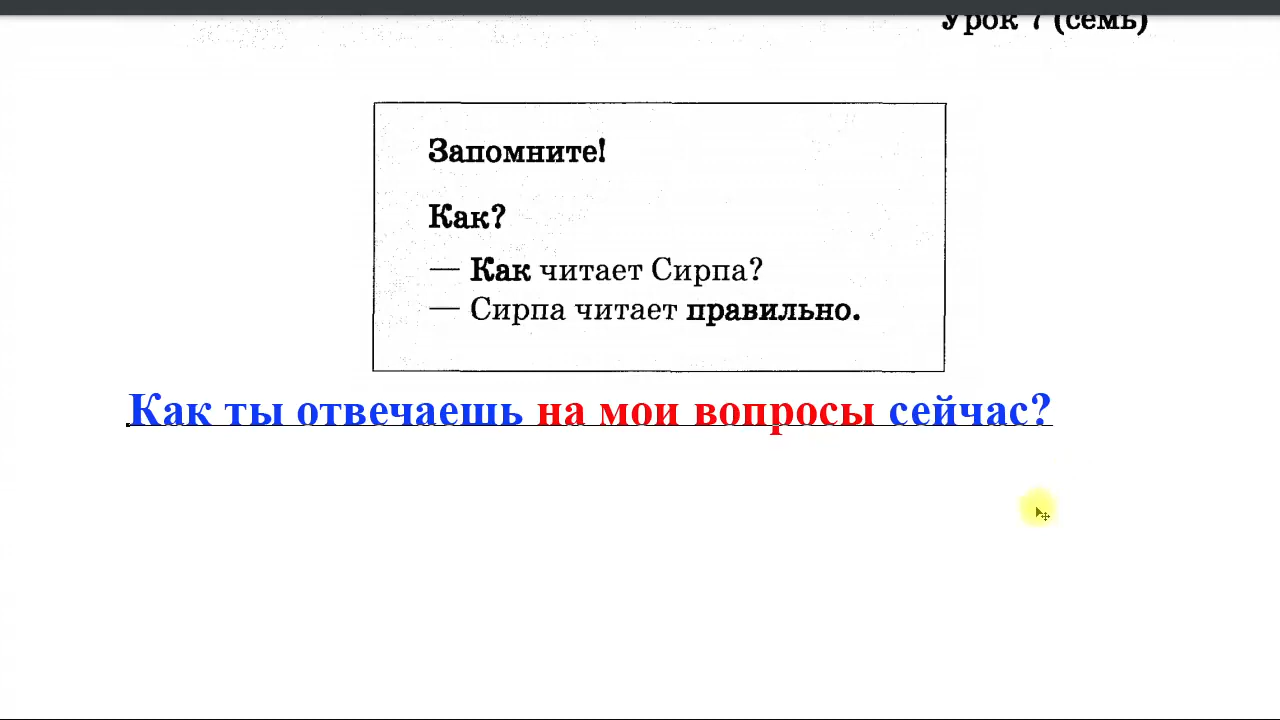 Урок 7 (семь)
Запомните!
Как?
— Как читает Сирпа?
— Сирпа читает правильно.
Как ты отвечаешь на мои вопросы сейчас?